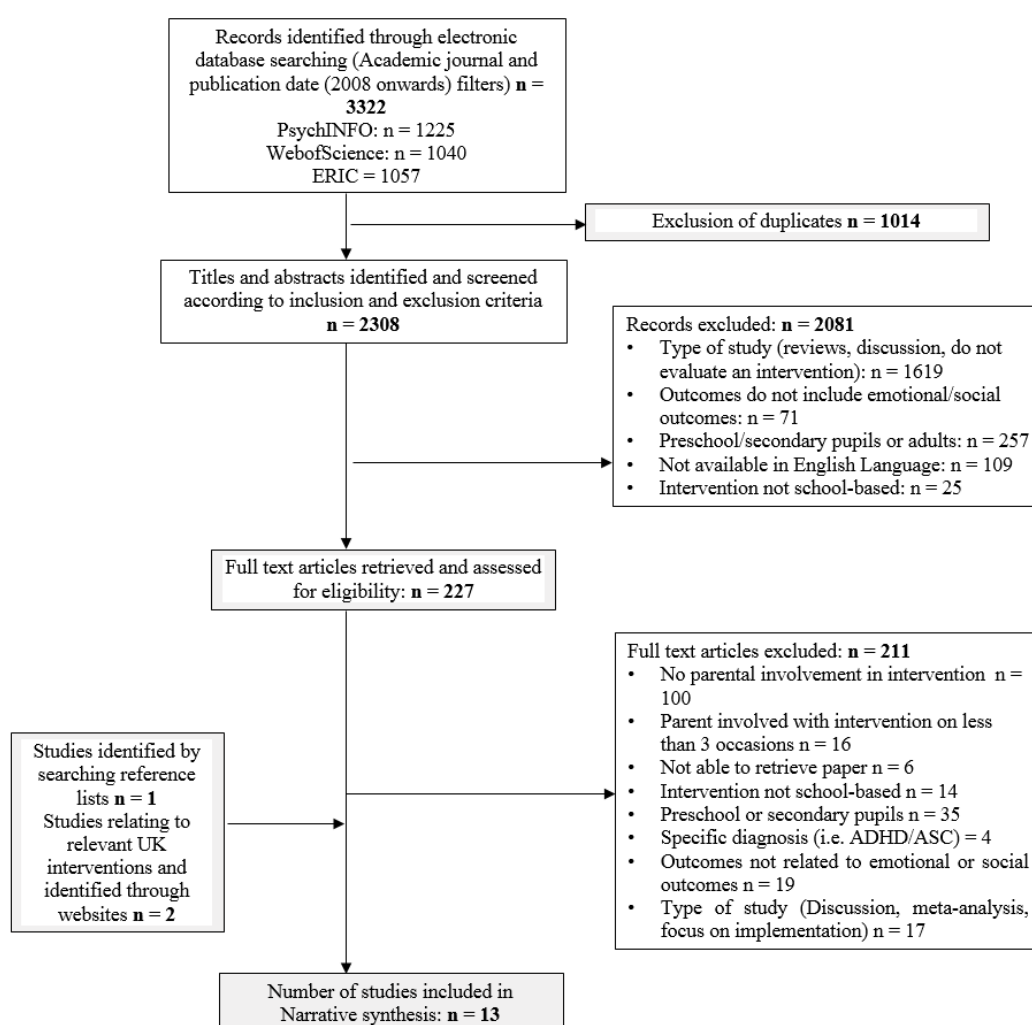 Records identified through electronic
database searching (Academic journal and
publication date (2008 onwards) filters) n =
3322
PsychINFO: n = 1225
WebofScience: n = 1040
ERIC = 1057
Exclusion of duplicates n = 1014
Titles and abstracts identified and screened
according to inclusion and exclusion criteria
n = 2308
Records excluded: n = 2081
• Type of study (reviews, discussion, do not
evaluate an intervention): n = 1619
• Outcomes do not include emotional/social
outcomes: n = 71
• Preschool/secondary pupils or adults: n = 257
• Not available in English Language: n = 109
• Intervention not school-based: n = 25
Full text articles retrieved and assessed
for eligibility: n = 227
Full text articles excluded: n = 211
• No parental involvement in intervention n =
100
• Parent involved with intervention on less
than 3 occasions n = 16
• Not able to retrieve paper n = 6
• Intervention not school-based n = 14
• Preschool or secondary pupils n = 35
• Specific diagnosis (i.e. ADHD/ASC) = 4
• Outcomes not related to emotional or social
outcomes n = 19
• Type of study (Discussion, meta-analysis,
focus on implementation) n = 17
Studies identified by
searching reference
lists n = 1
Studies relating to
relevant UK
interventions and
identified through
websites n = 2
Number of studies included in
Narrative synthesis: n = 13